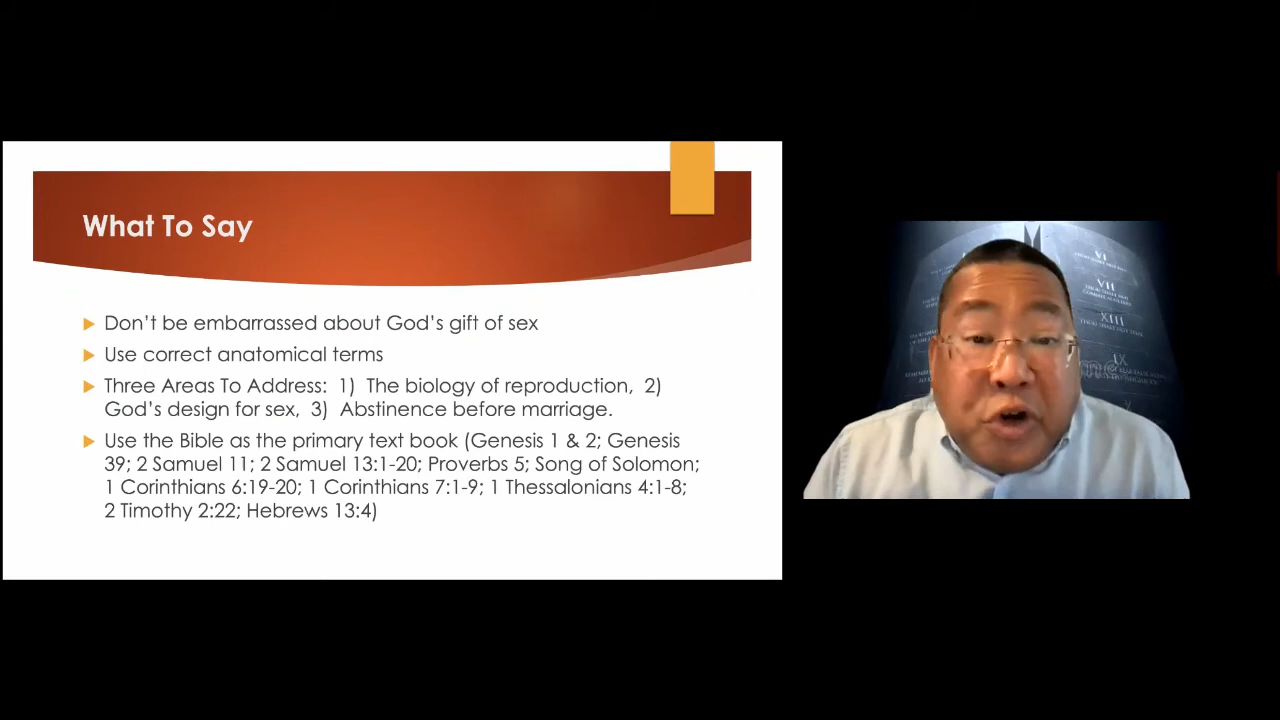 What To Say
Don't be embarrassed about God's gift of sex
Use correct anatomical terms
Three Areas To Address: 1) The biology of reproduction, 2)
God's design for sex, 3) Abstinence before marriage.
Use the Bible as the primary text book (Genesis 1 & 2; Genesis
39; 2 Samuel 11; 2 Samuel 13:1-20; Proverbs 5; Song of Solomon;
1 Corinthians 6:19-20; 1 Corinthians 7:1-9; 1 Thessalonians 4:1-8;
2 Timothy 2:22; Hebrews 13:4)
VI
VII
XIII
IX
V